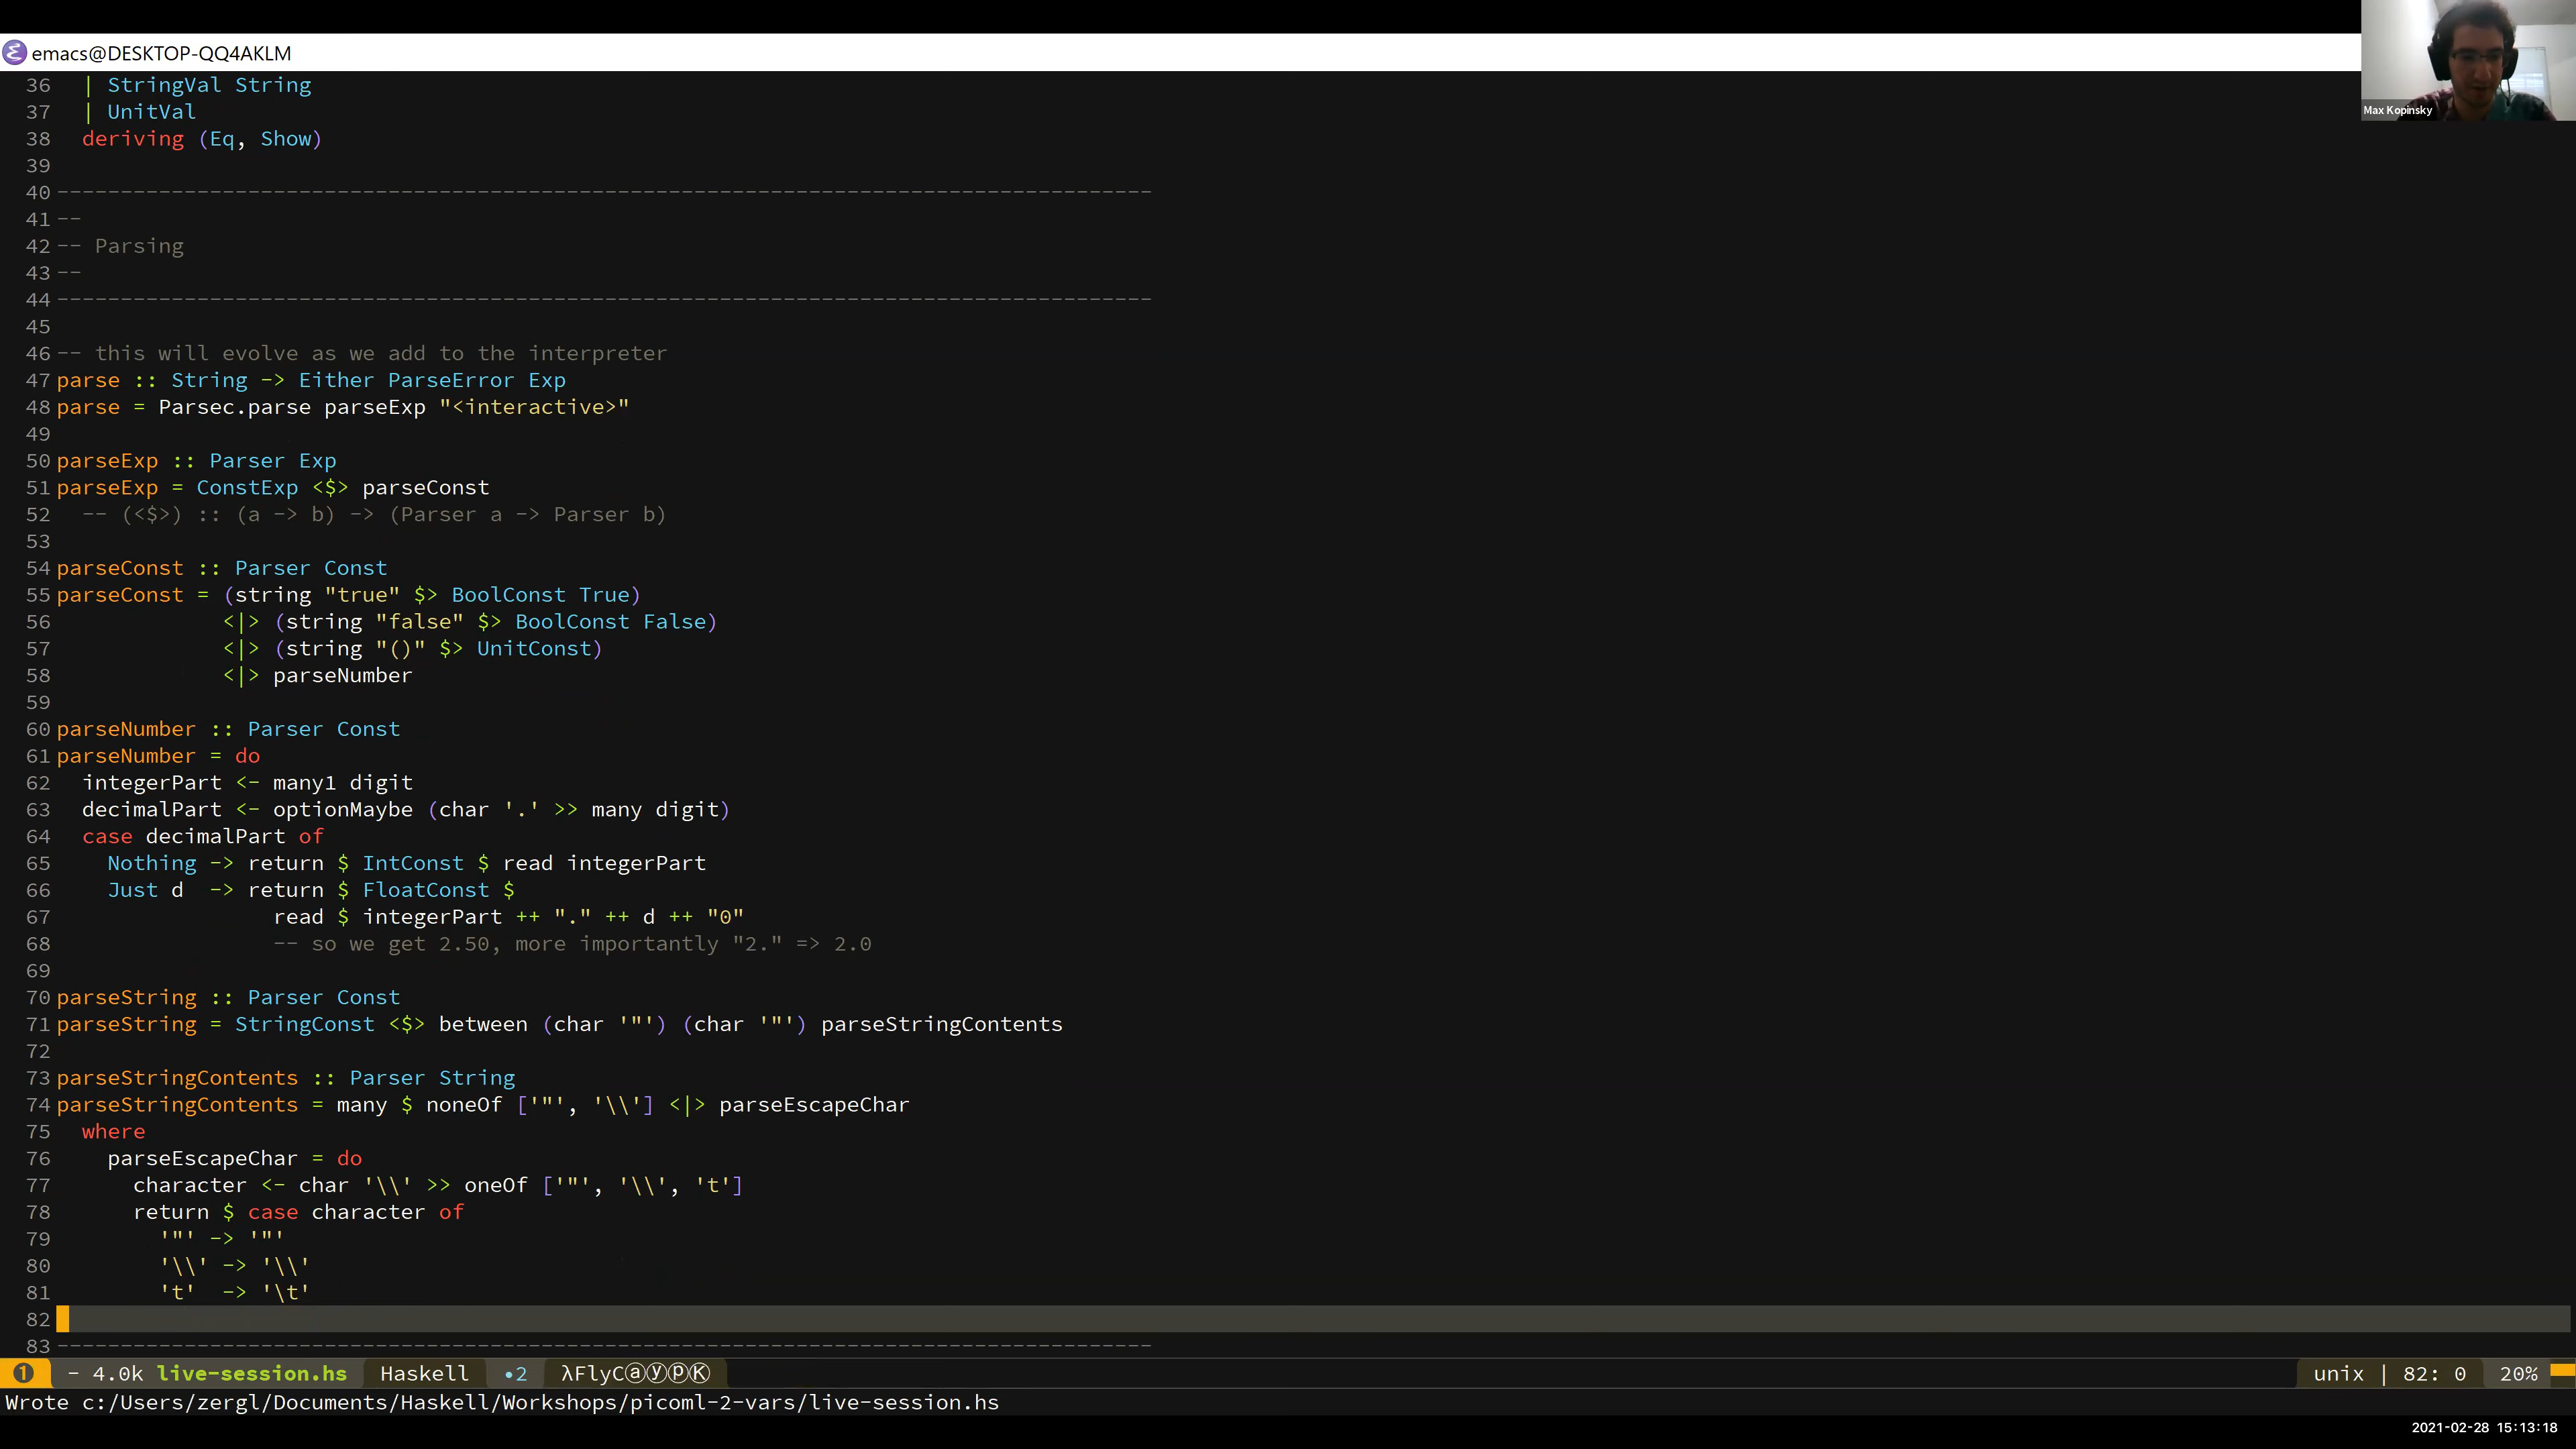 emacs@DESKTOP-QQ4AKLM
Max Kopinsky
36   | StringVal String
37   | UnitVal
38   deriving (Eq, Show)
39
40 --------------------------------------------------------------------------------------
41 --
42 -- Parsing
43 --
44 --------------------------------------------------------------------------------------
45
46 -- this will evolve as we add to the interpreter
47 parse :: String -> Either ParseError Exp
48 parse = Parsec.parse parseExp "<interactive>"
49
50 parseExp :: Parser Exp
51 parseExp = ConstExp <$> parseConst
52   -- (<$>) :: (a -> b) -> (Parser a -> Parser b)
53
54 parseConst :: Parser Const
55 parseConst = (string "true" $> BoolConst True)
56              <|> (string "false" $> BoolConst False)
57              <|> (string "()" $> UnitConst)
58              <|> parseNumber
59
60 parseNumber :: Parser Const
61 parseNumber = do
62   integerPart <- many1 digit
63   decimalPart <- optionMaybe (char '.' >> many digit)
64   case decimalPart of
65     Nothing -> return $ IntConst $ read integerPart
66     Just d  -> return $ FloatConst $
67                  read $ integerPart ++ "." ++ d ++ "0"
68                  -- so we get 2.50, more importantly "2." => 2.0
69
70 parseString :: Parser Const
71 parseString = StringConst <$> between (char '"') (char '"') parseStringContents
72
73 parseStringContents :: Parser String
74 parseStringContents = many $ noneOf ['"', '\\'] <|> parseEscapeChar
75   where
76     parseEscapeChar = do
77       character <- char '\\' >> oneOf ['"', '\\', 't']
78       return $ case character of
79         '"' -> '"'
80         '\\' -> '\\'
81         't'  -> '\t'
82
83 --------------------------------------------------------------------------------------
① - 4.0k live-session.hs Haskell •2 λFlyCⓐⓨⓟⓀ unix | 82: 0 20%
Wrote c:/Users/zergl/Documents/Haskell/Workshops/picoml-2-vars/live-session.hs
2021-02-28 15:13:18